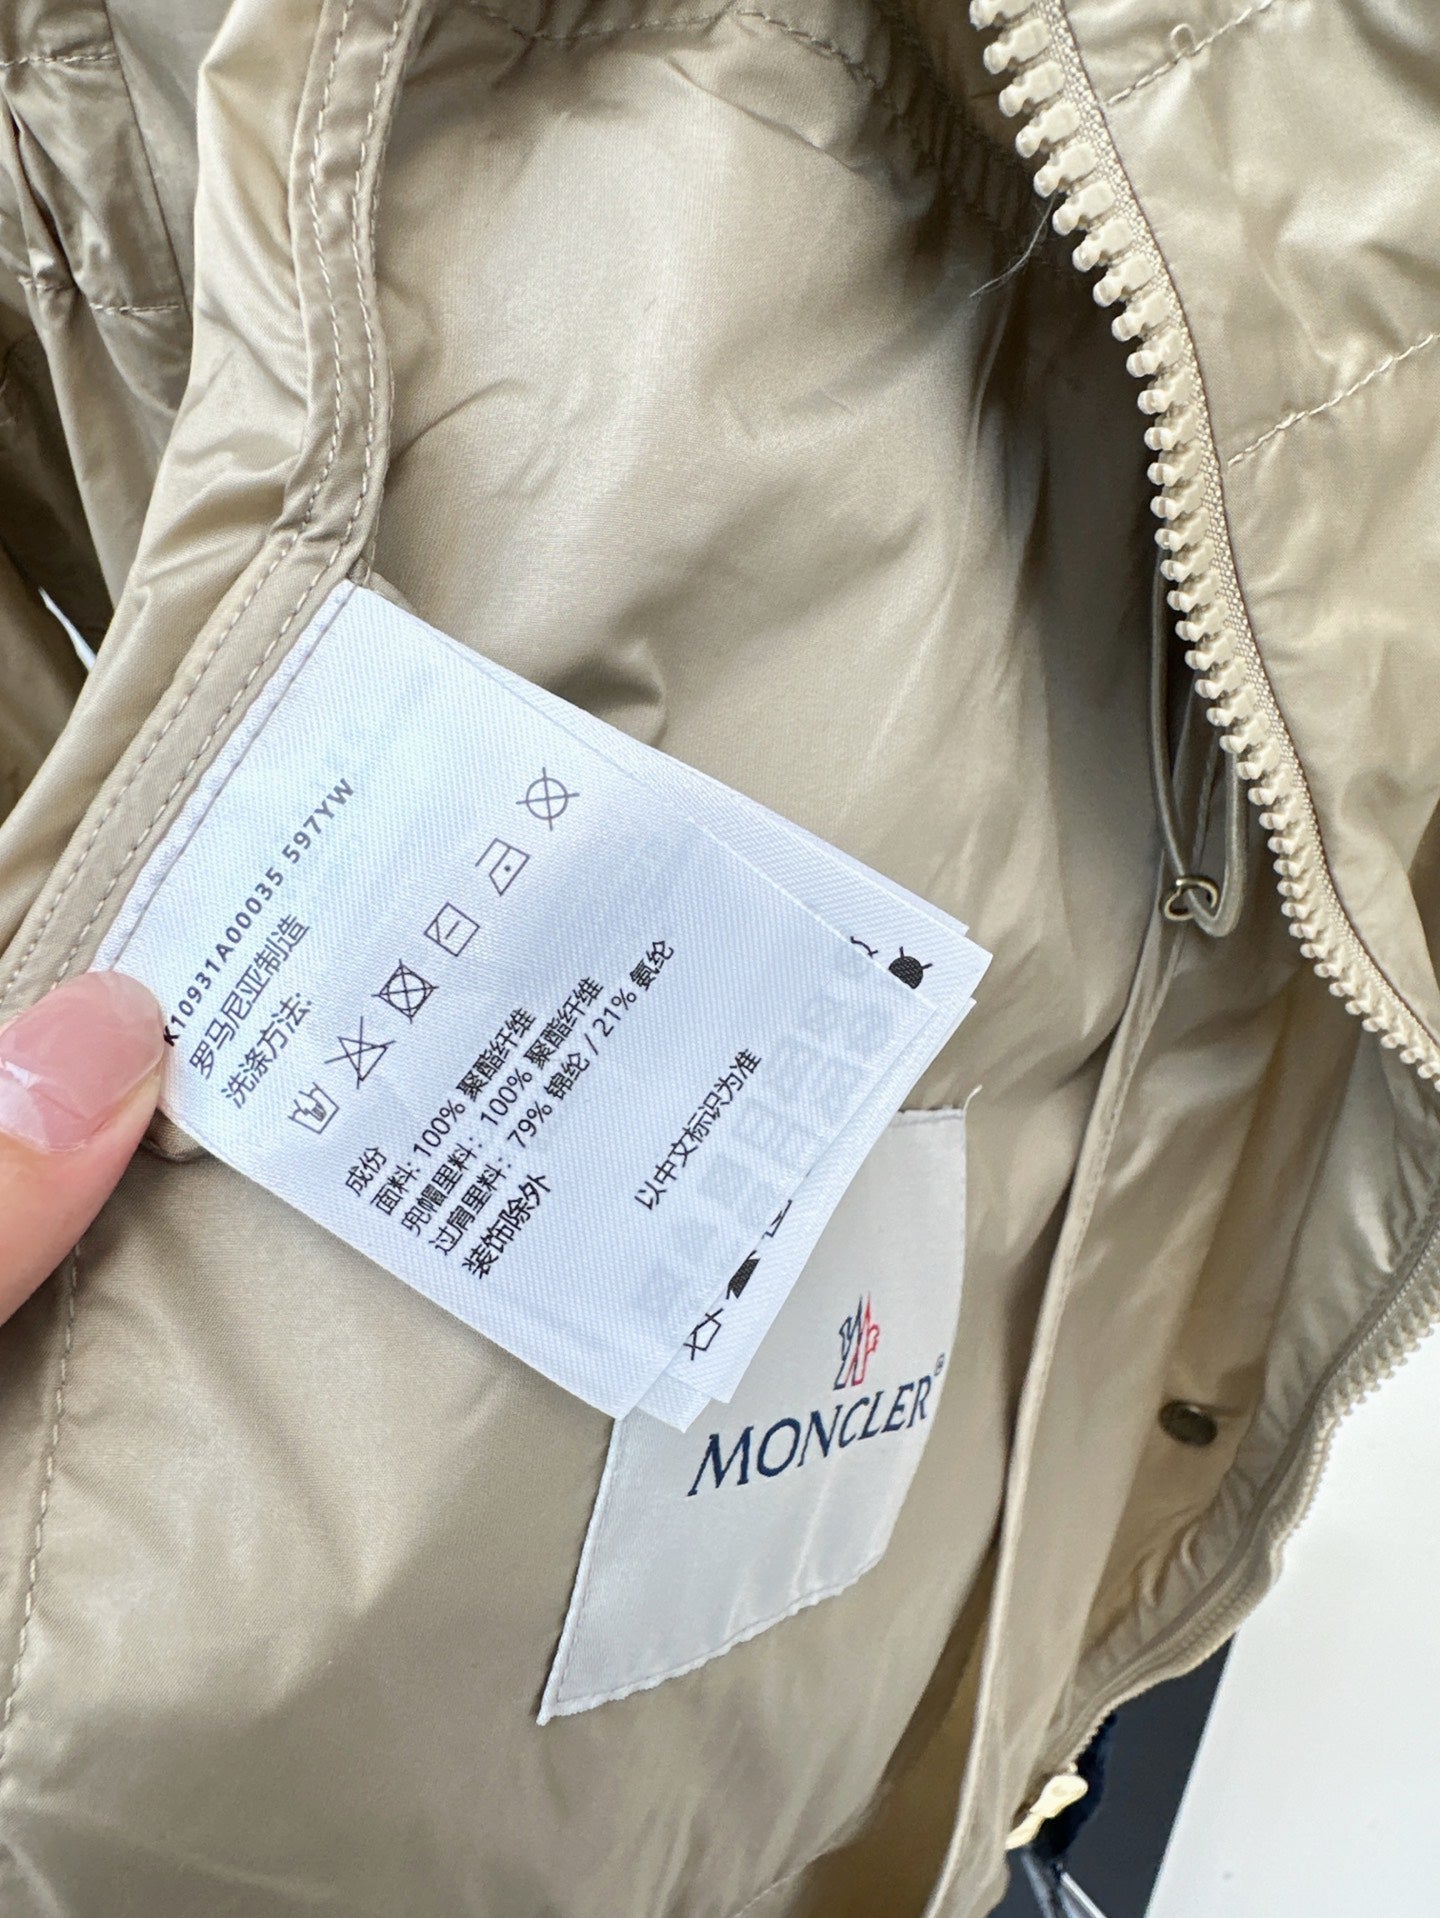 K10931A00035 597YW
罗马尼亚制造
洗涤方法:
成份
面料: 100% 聚酯纤维
兜帽里料: 100% 聚酯纤维
过肩里料: 79% 锦纶 / 21% 氨纶
装饰除外
以中文标识为准
MONCLER®